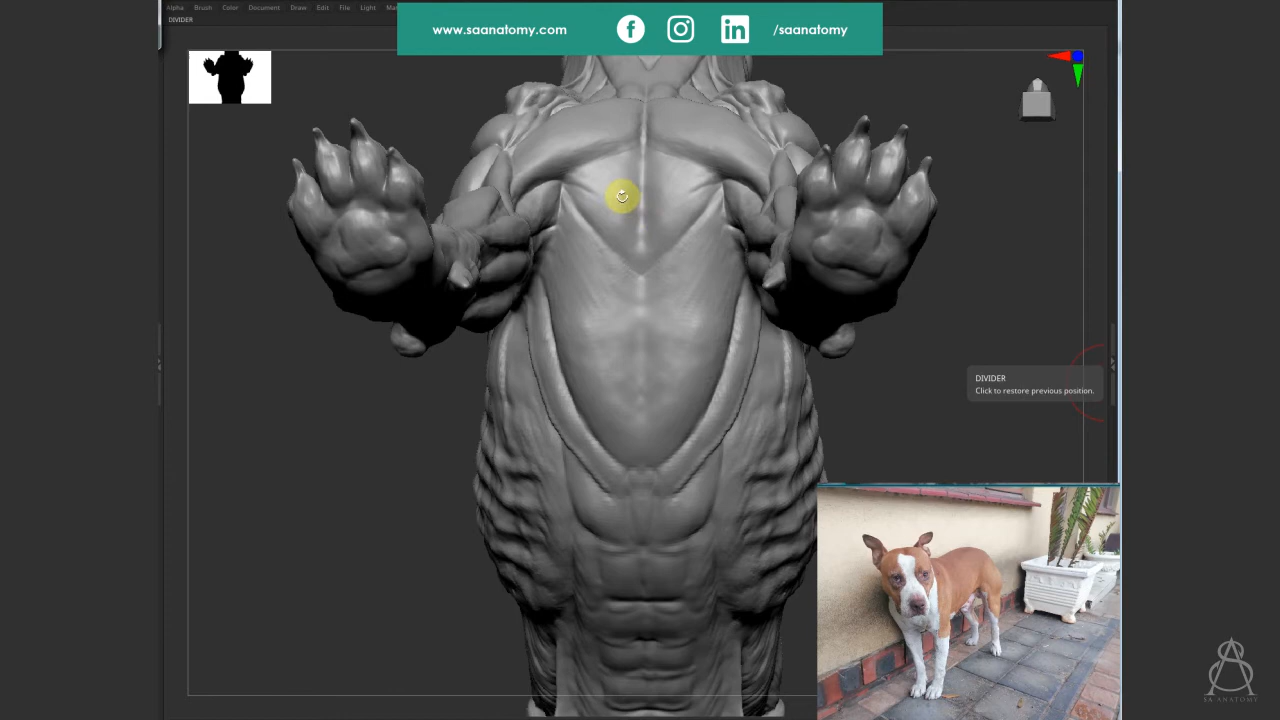 Alpha Brush Color Document Draw Edit File Light
DIVIDER
www.saanatomy.com /saanatomy
DIVIDER
Click to restore previous position.
SA ANATOMY